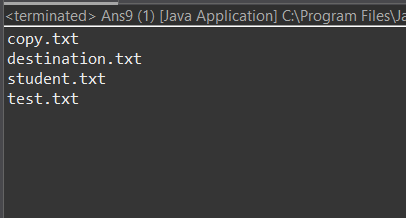 <terminated> Ans9 (1) [Java Application] C:\Program Files\Ja
copy.txt
destination.txt
student.txt
test.txt